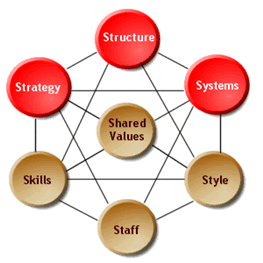 Structure
Strategy
Systems
Shared
Values
Skills
Style
Staff